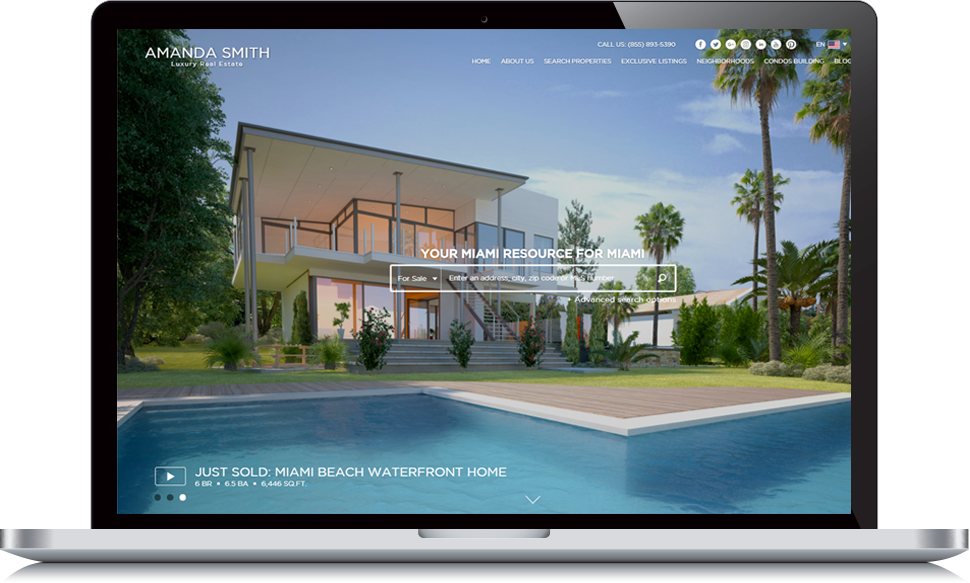 AMANDA SMITH
Luxury Real Estate
CALL US: (855) 893-5390
EN
HOME ABOUT US SEARCH PROPERTIES EXCLUSIVE LISTINGS NEIGHBORHOODS CONDOS BUILDING BLOG
YOUR MIAMI RESOURCE FOR MIAMI
For Sale Enter an address, city, zip code or MLS number
Advanced search options
JUST SOLD: MIAMI BEACH WATERFRONT HOME
6 BR • 6.5 BA • 6,446 SQ.FT.